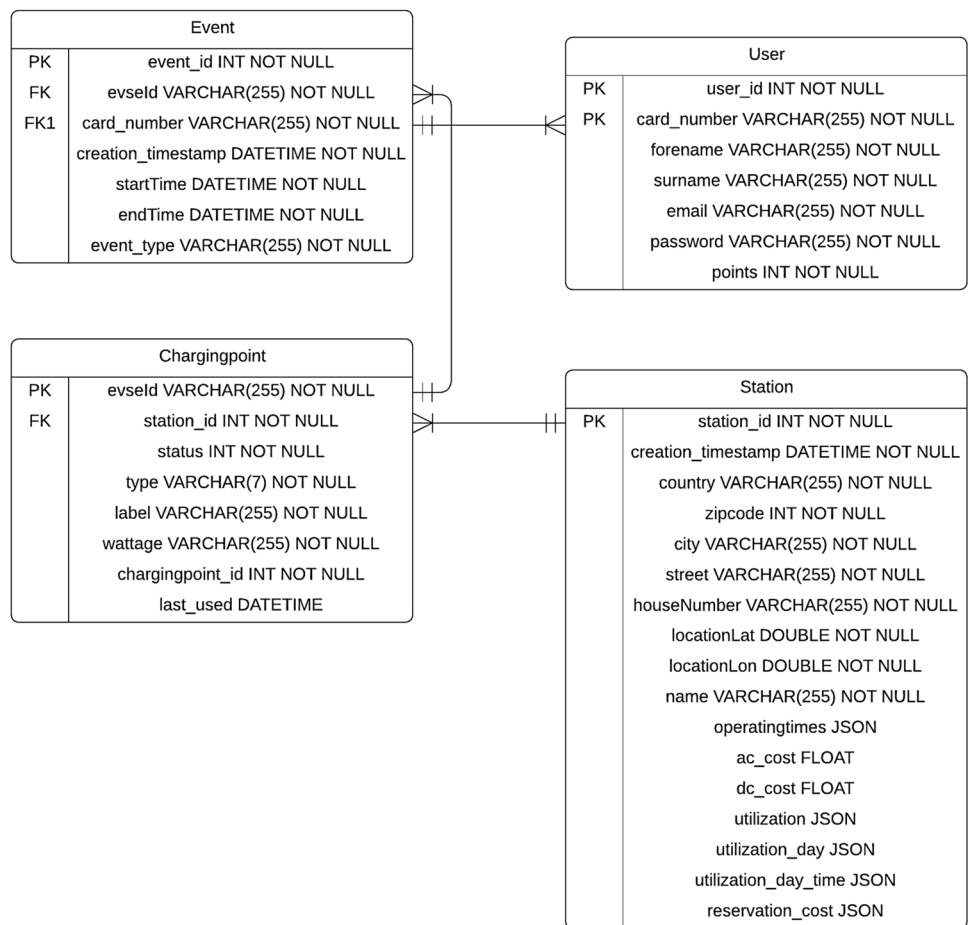 Event
PK event_id INT NOT NULL
FK evseId VARCHAR(255) NOT NULL
FK1 card_number VARCHAR(255) NOT NULL
creation_timestamp DATETIME NOT NULL
startTime DATETIME NOT NULL
endTime DATETIME NOT NULL
event_type VARCHAR(255) NOT NULL
User
PK user_id INT NOT NULL
PK card_number VARCHAR(255) NOT NULL
forename VARCHAR(255) NOT NULL
surname VARCHAR(255) NOT NULL
email VARCHAR(255) NOT NULL
password VARCHAR(255) NOT NULL
points INT NOT NULL
Chargingpoint
PK evseId VARCHAR(255) NOT NULL
FK station_id INT NOT NULL
status INT NOT NULL
type VARCHAR(7) NOT NULL
label VARCHAR(255) NOT NULL
wattage VARCHAR(255) NOT NULL
chargingpoint_id INT NOT NULL
last_used DATETIME
Station
PK station_id INT NOT NULL
creation_timestamp DATETIME NOT NULL
country VARCHAR(255) NOT NULL
zipcode INT NOT NULL
city VARCHAR(255) NOT NULL
street VARCHAR(255) NOT NULL
houseNumber VARCHAR(255) NOT NULL
locationLat DOUBLE NOT NULL
locationLon DOUBLE NOT NULL
name VARCHAR(255) NOT NULL
operatingtimes JSON
ac_cost FLOAT
dc_cost FLOAT
utilization JSON
utilization_day JSON
utilization_day_time JSON
reservation_cost JSON